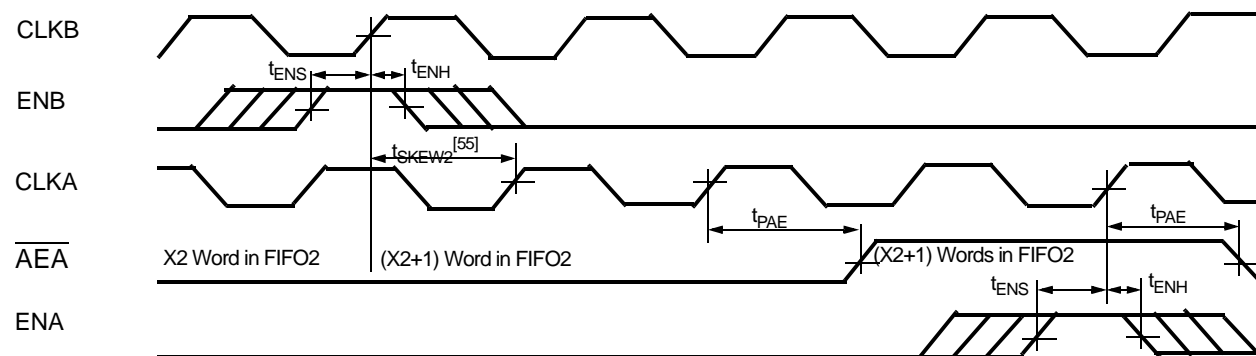 CLKB
tENS
tENH
ENB
tSKEW2[55]
CLKA
tPAE
tPAE
AEA
X2 Word in FIFO2
(X2+1) Word in FIFO2
(X2+1) Words in FIFO2
tENS
tENH
ENA